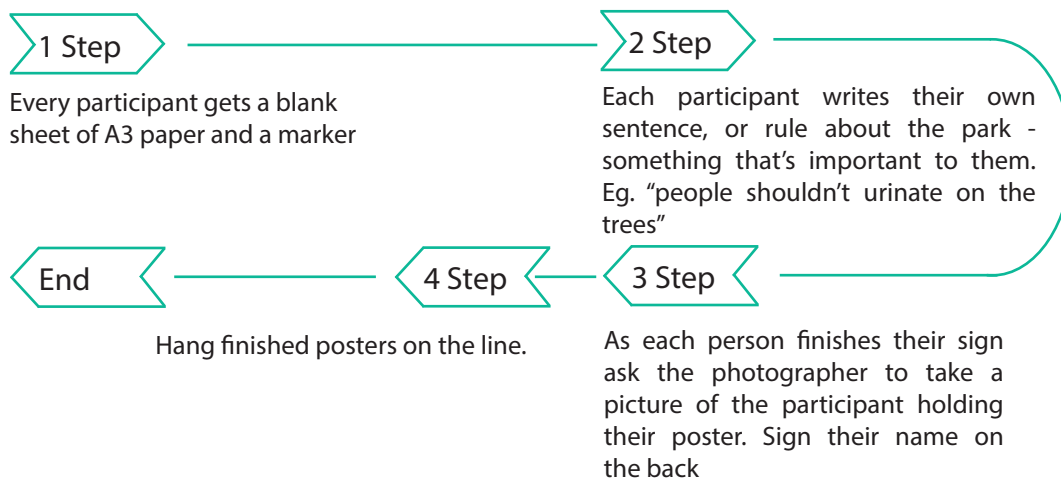 1 Step
Every participant gets a blank
sheet of A3 paper and a marker
2 Step
Each participant writes their own
sentence, or rule about the park -
something that’s important to them.
Eg. “people shouldn’t urinate on the
trees”
3 Step
As each person finishes their sign
ask the photographer to take a
picture of the participant holding
their poster. Sign their name on
the back
4 Step
Hang finished posters on the line.
End